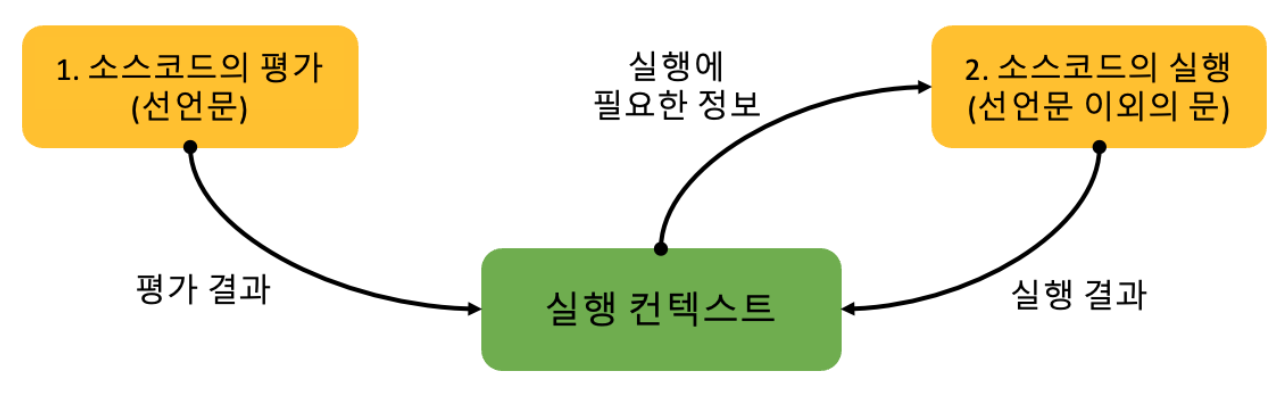 1. 소스코드의 평가
(선언문)
실행에
필요한 정보
2. 소스코드의 실행
(선언문 이외의 문)
평가 결과
실행 컨텍스트
실행 결과